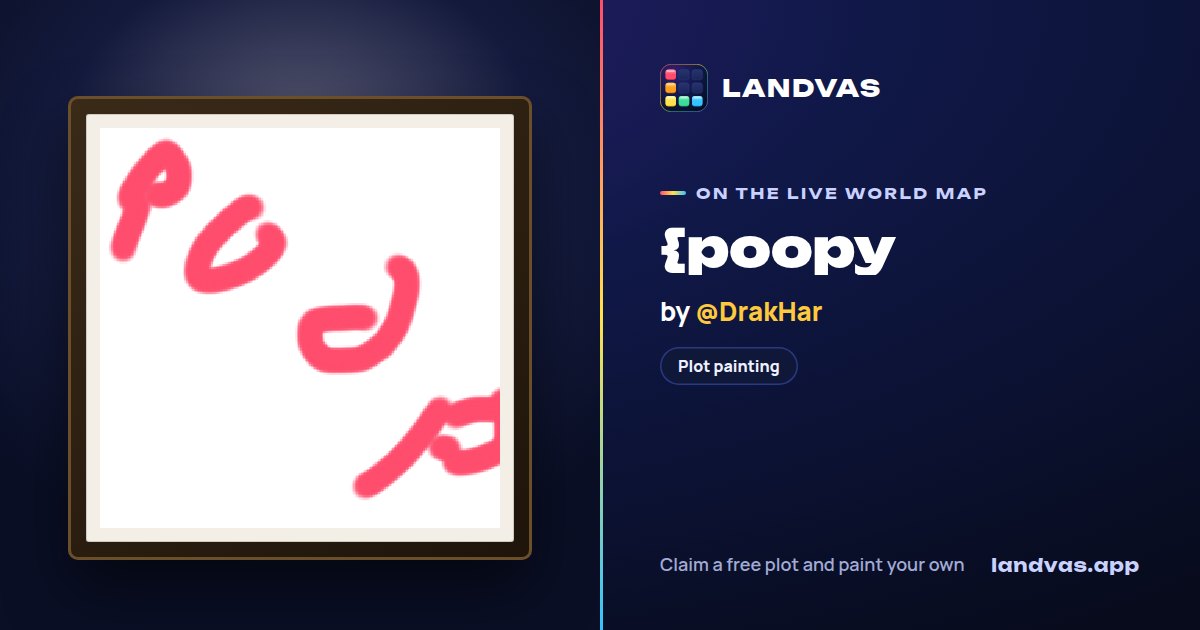 POOP
LANDVAS
ON THE LIVE WORLD MAP
{poopy
by @DrakHar
Plot painting
Claim a free plot and paint your own landvas.app